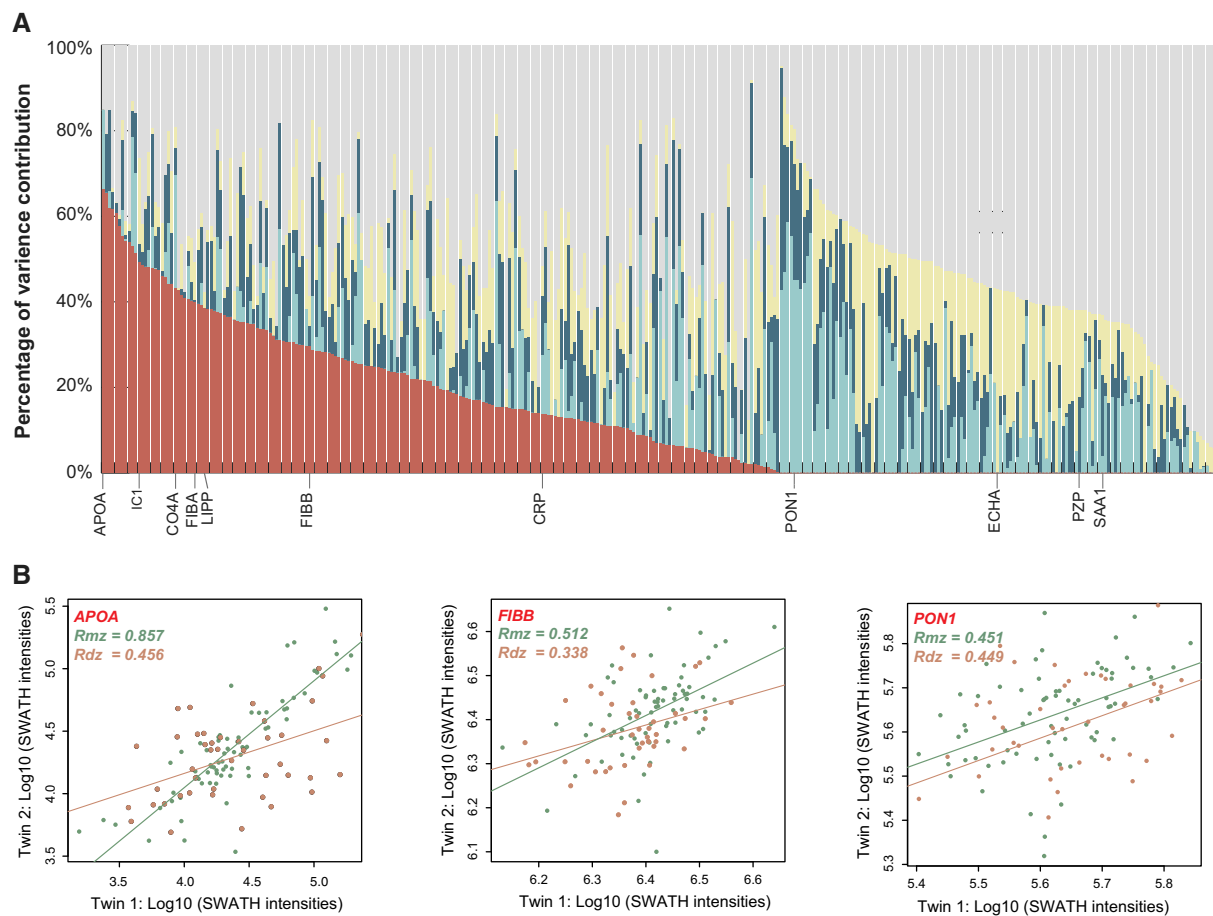 A
Percentage of varience contribution
100%
80%
60%
40%
20%
0%
APOA
IC1
CO4A
FIBA
LIPP
FIBB
CRP
PON1
ECHA
PZP
SAA1
B
APOA
Rmz = 0.857
Rdz = 0.456
Twin 2: Log10 (SWATH intensities)
5.5
5.0
4.5
4.0
3.5
3.5 4.0 4.5 5.0
Twin 1: Log10 (SWATH intensities)
FIBB
Rmz = 0.512
Rdz = 0.338
Twin 2: Log10 (SWATH intensities)
6.6
6.5
6.4
6.3
6.2
6.1
6.2 6.3 6.4 6.5 6.6
Twin 1: Log10 (SWATH intensities)
PON1
Rmz = 0.451
Rdz = 0.449
Twin 2: Log10 (SWATH intensities)
5.8
5.7
5.6
5.5
5.4
5.3
5.4 5.5 5.6 5.7 5.8
Twin 1: Log10 (SWATH intensities)